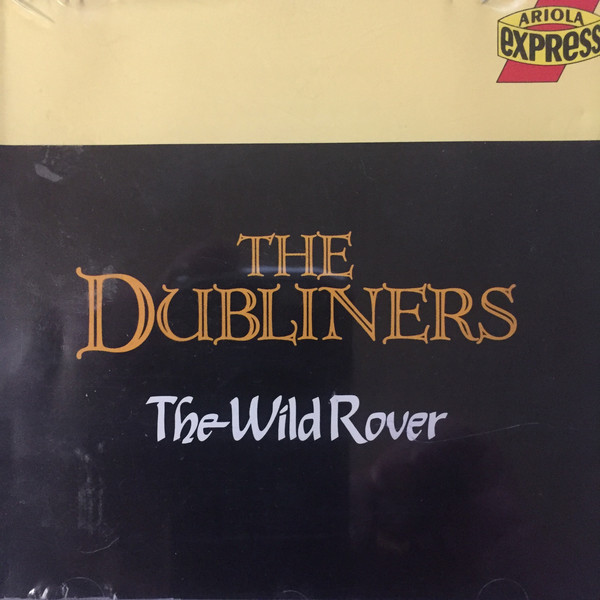 ARIOLA
EXPRESS
THE
DUBLINERS
The Wild Rover